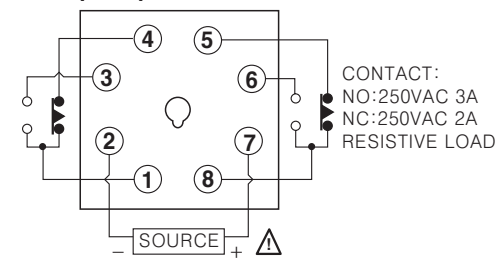 4 5
3 6
CONTACT:
NO:250VAC 3A
NC:250VAC 2A
RESISTIVE LOAD
2 7
1 8
− SOURCE + !